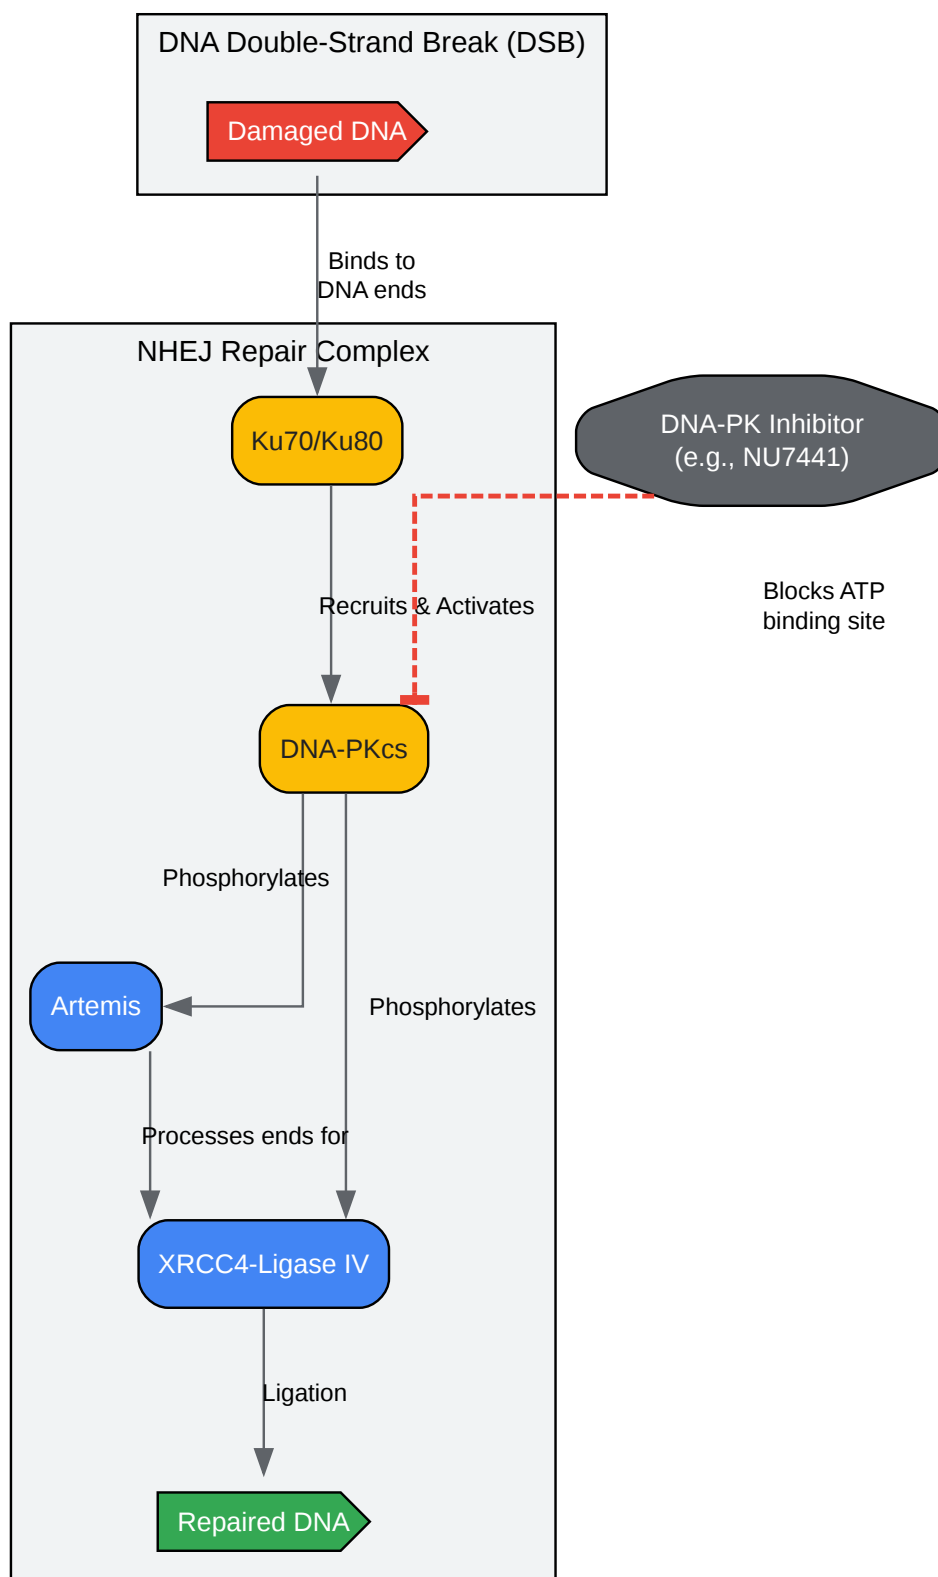 DNA Double-Strand Break (DSB)
Damaged DNA
Binds to
DNA ends
NHEJ Repair Complex
Ku70/Ku80
DNA-PK Inhibitor
(e.g., NU7441)
Recruits & Activates
Blocks ATP
binding site
DNA-PKcs
Phosphorylates
Artemis
Phosphorylates
Processes ends for
XRCC4-Ligase IV
Ligation
Repaired DNA